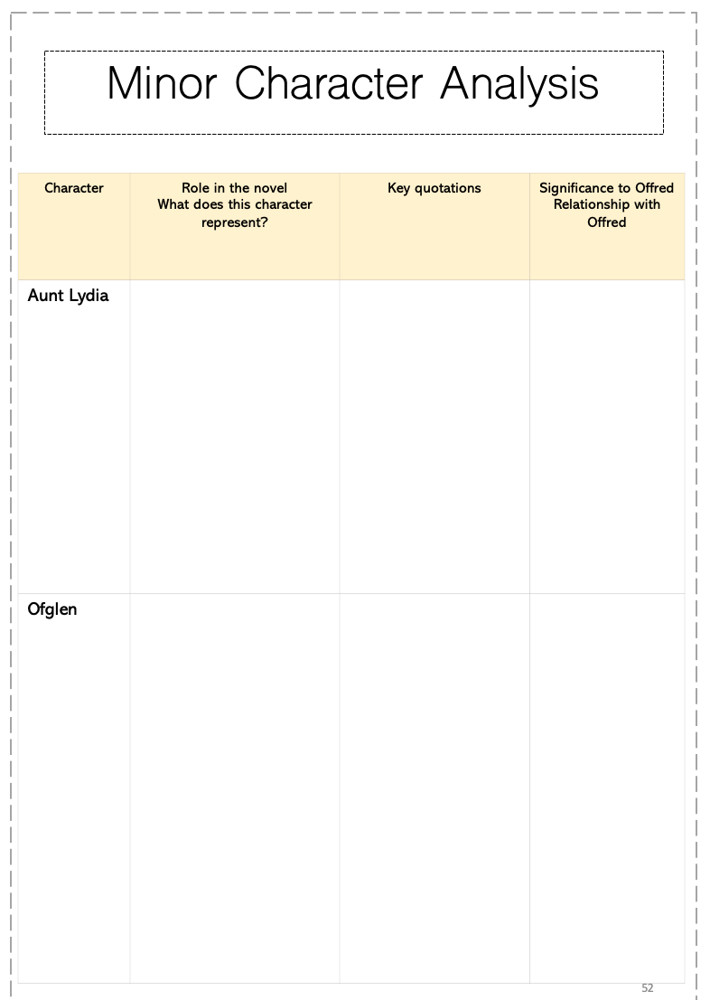 Minor Character Analysis
Character
Role in the novel
What does this character
represent?
Key quotations
Significance to Offred
Relationship with
Offred
Aunt Lydia
Ofglen
52